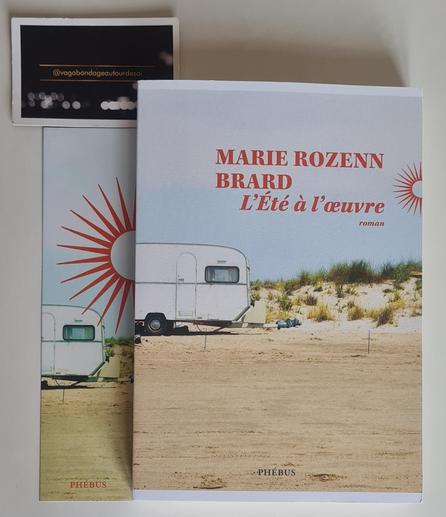 @vagabondageautourdesoi
MARIE ROZENN
BRARD
L'Été à l'œuvre
roman
PHÉBUS
PHÉBUS